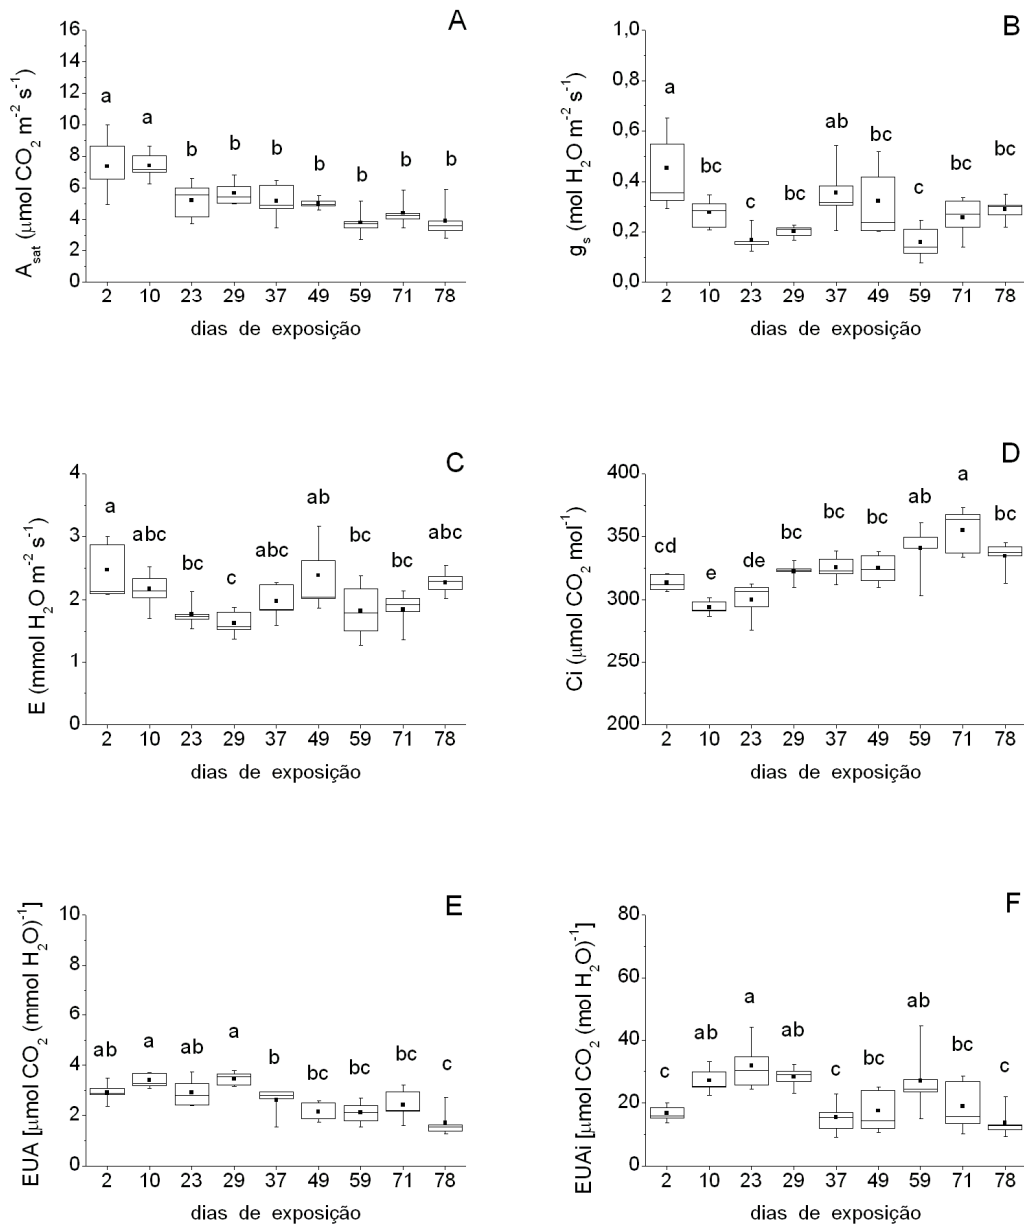 A
16
14
12
10
8
6
4
2
0
A_sat (μmol CO₂ m⁻² s⁻¹)
a a b b b b b b b
2 10 23 29 37 49 59 71 78
dias de exposição
B
1,0
0,8
0,6
0,4
0,2
0,0
g_s (mol H₂O m⁻² s⁻¹)
a bc c bc ab bc c bc bc
2 10 23 29 37 49 59 71 78
dias de exposição
C
4
3
2
1
0
E (mmol H₂O m⁻² s⁻¹)
a abc bc c abc ab bc bc abc
2 10 23 29 37 49 59 71 78
dias de exposição
D
400
350
300
250
200
Ci (μmol CO₂ mol⁻¹)
cd e de bc bc bc ab a bc
2 10 23 29 37 49 59 71 78
dias de exposição
E
10
8
6
4
2
0
EUA [μmol CO₂ (mmol H₂O)⁻¹]
ab a ab a b bc bc bc c
2 10 23 29 37 49 59 71 78
dias de exposição
F
80
60
40
20
0
EUAi [μmol CO₂ (mol H₂O)⁻¹]
c ab a ab c bc ab bc c
2 10 23 29 37 49 59 71 78
dias de exposição